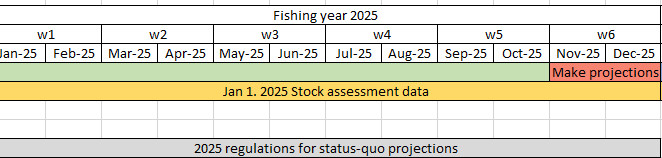 Fishing year 2025
w1 w2 w3 w4 w5 w6
Jan-25 Feb-25 Mar-25 Apr-25 May-25 Jun-25 Jul-25 Aug-25 Sep-25 Oct-25 Nov-25 Dec-25
Make projections
Jan 1. 2025 Stock assessment data
2025 regulations for status-quo projections